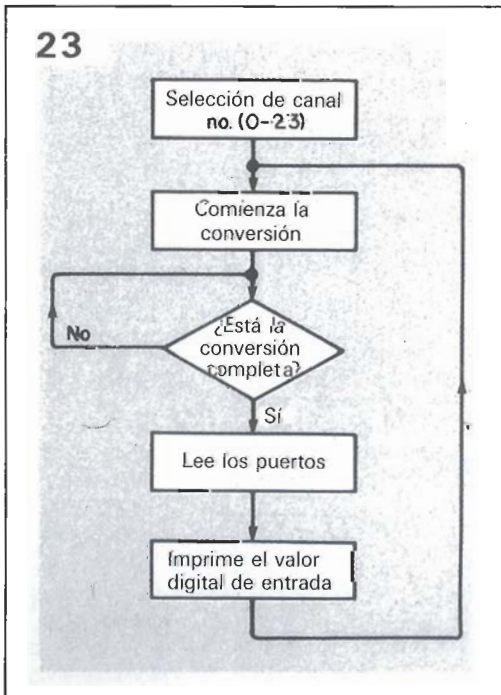 23
Selección de canal
no. (0-23)
Comienza la
conversión
No
¿Está la
conversión
completa?
Sí
Lee los puertos
Imprime el valor
digital de entrada